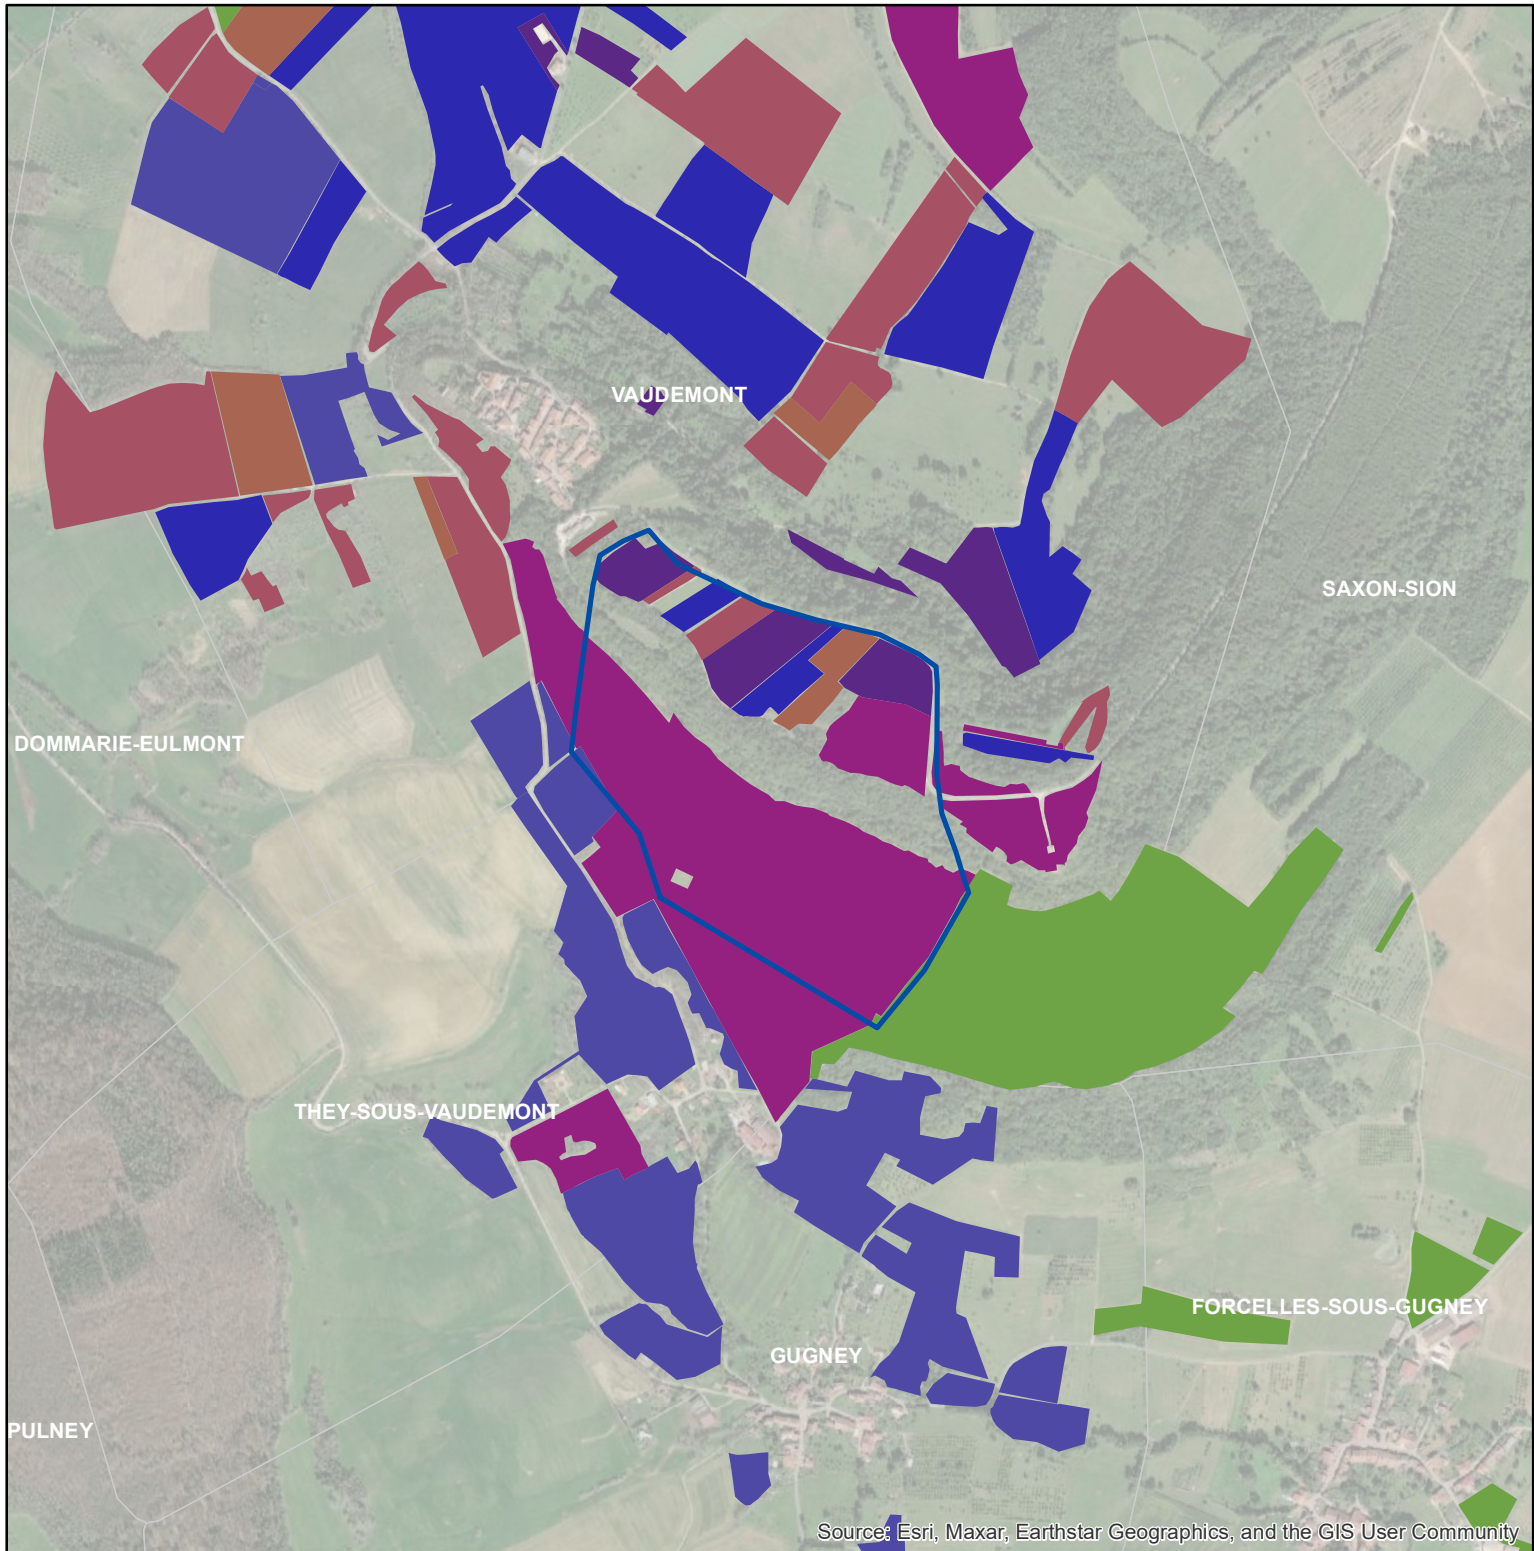 VAUDEMONT
SAXON-SION
DOMMARIE-EULMONT
THEY-SOUS-VAUDEMONT
FORCELLES-SOUS-GUGNEY
GUGNEY
PULNEY
Source: Esri, Maxar, Earthstar Geographics, and the GIS User Community